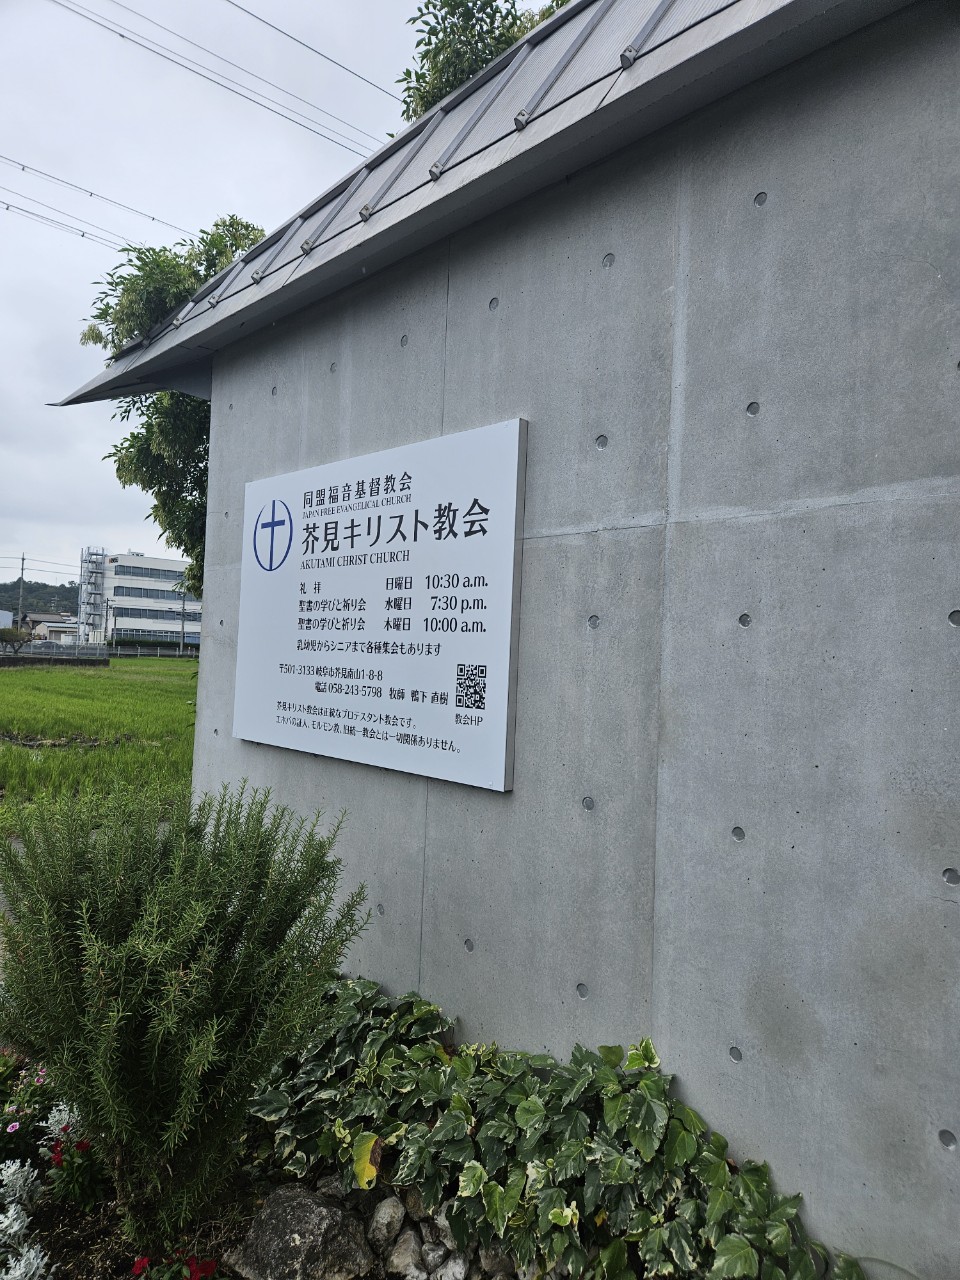 同盟福音基督教会
JAPAN FREE EVANGELICAL CHURCH
芥見キリスト教会
AKUTAMI CHRIST CHURCH
礼 拝 日曜日 10:30 a.m.
聖書の学びと祈り会 水曜日 7:30 p.m.
聖書の学びと祈り会 木曜日 10:00 a.m.
乳幼児からシニアまで各種集会もあります
〒501-3133 岐阜市芥見南山1-8-8
電話 058-243-5798 牧師 鴨下 直樹
教会HP
芥見キリスト教会は正統なプロテスタント教会です。
エホバの証人、モルモン教、旧統一教会とは一切関係ありません。